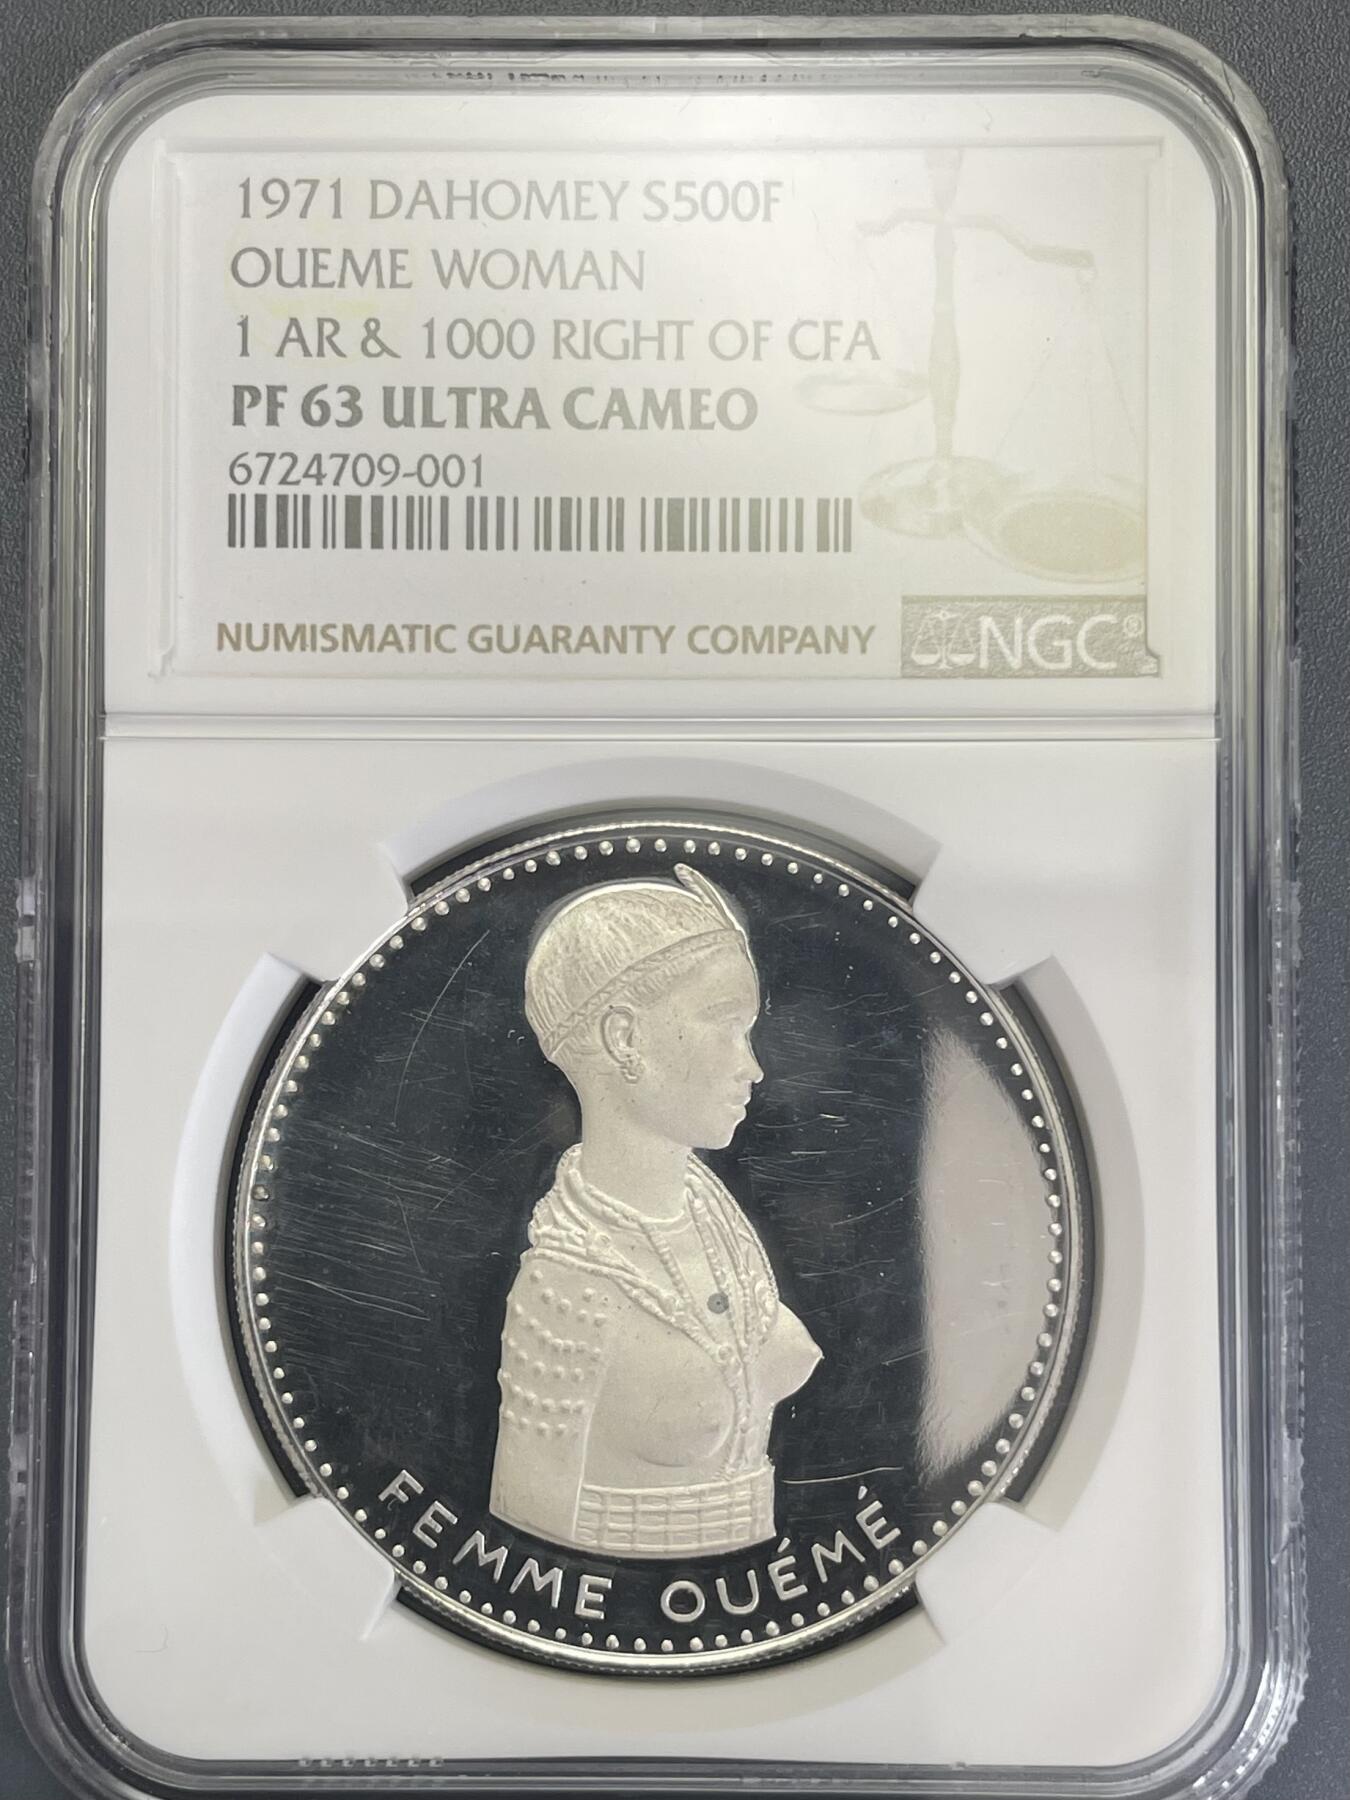 1971 DAHOMEY S500F
OUEME WOMAN
1 AR & 1000 RIGHT OF CFA
PF 63 ULTRA CAMEO
6724709-001
NUMISMATIC GUARANTY COMPANY
NGC®
FEMME OUÉMÉ